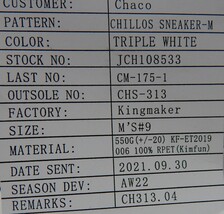 CUSTOMER: Chaco
PATTERN: CHILLOS SNEAKER-M
COLOR: TRIPLE WHITE
STOCK NO: JCH108533
LAST NO: CM-175-1
OUTSOLE NO: CHS-313
FACTORY: Kingmaker
SIZE: M'S#9
MATERIAL: 550G(+/-20) KF-ET2019
006 100% RPET(Kimfun)
DATE SENT: 2021.09.30
SEASON DEV: AW22
REMARKS: CH313.04